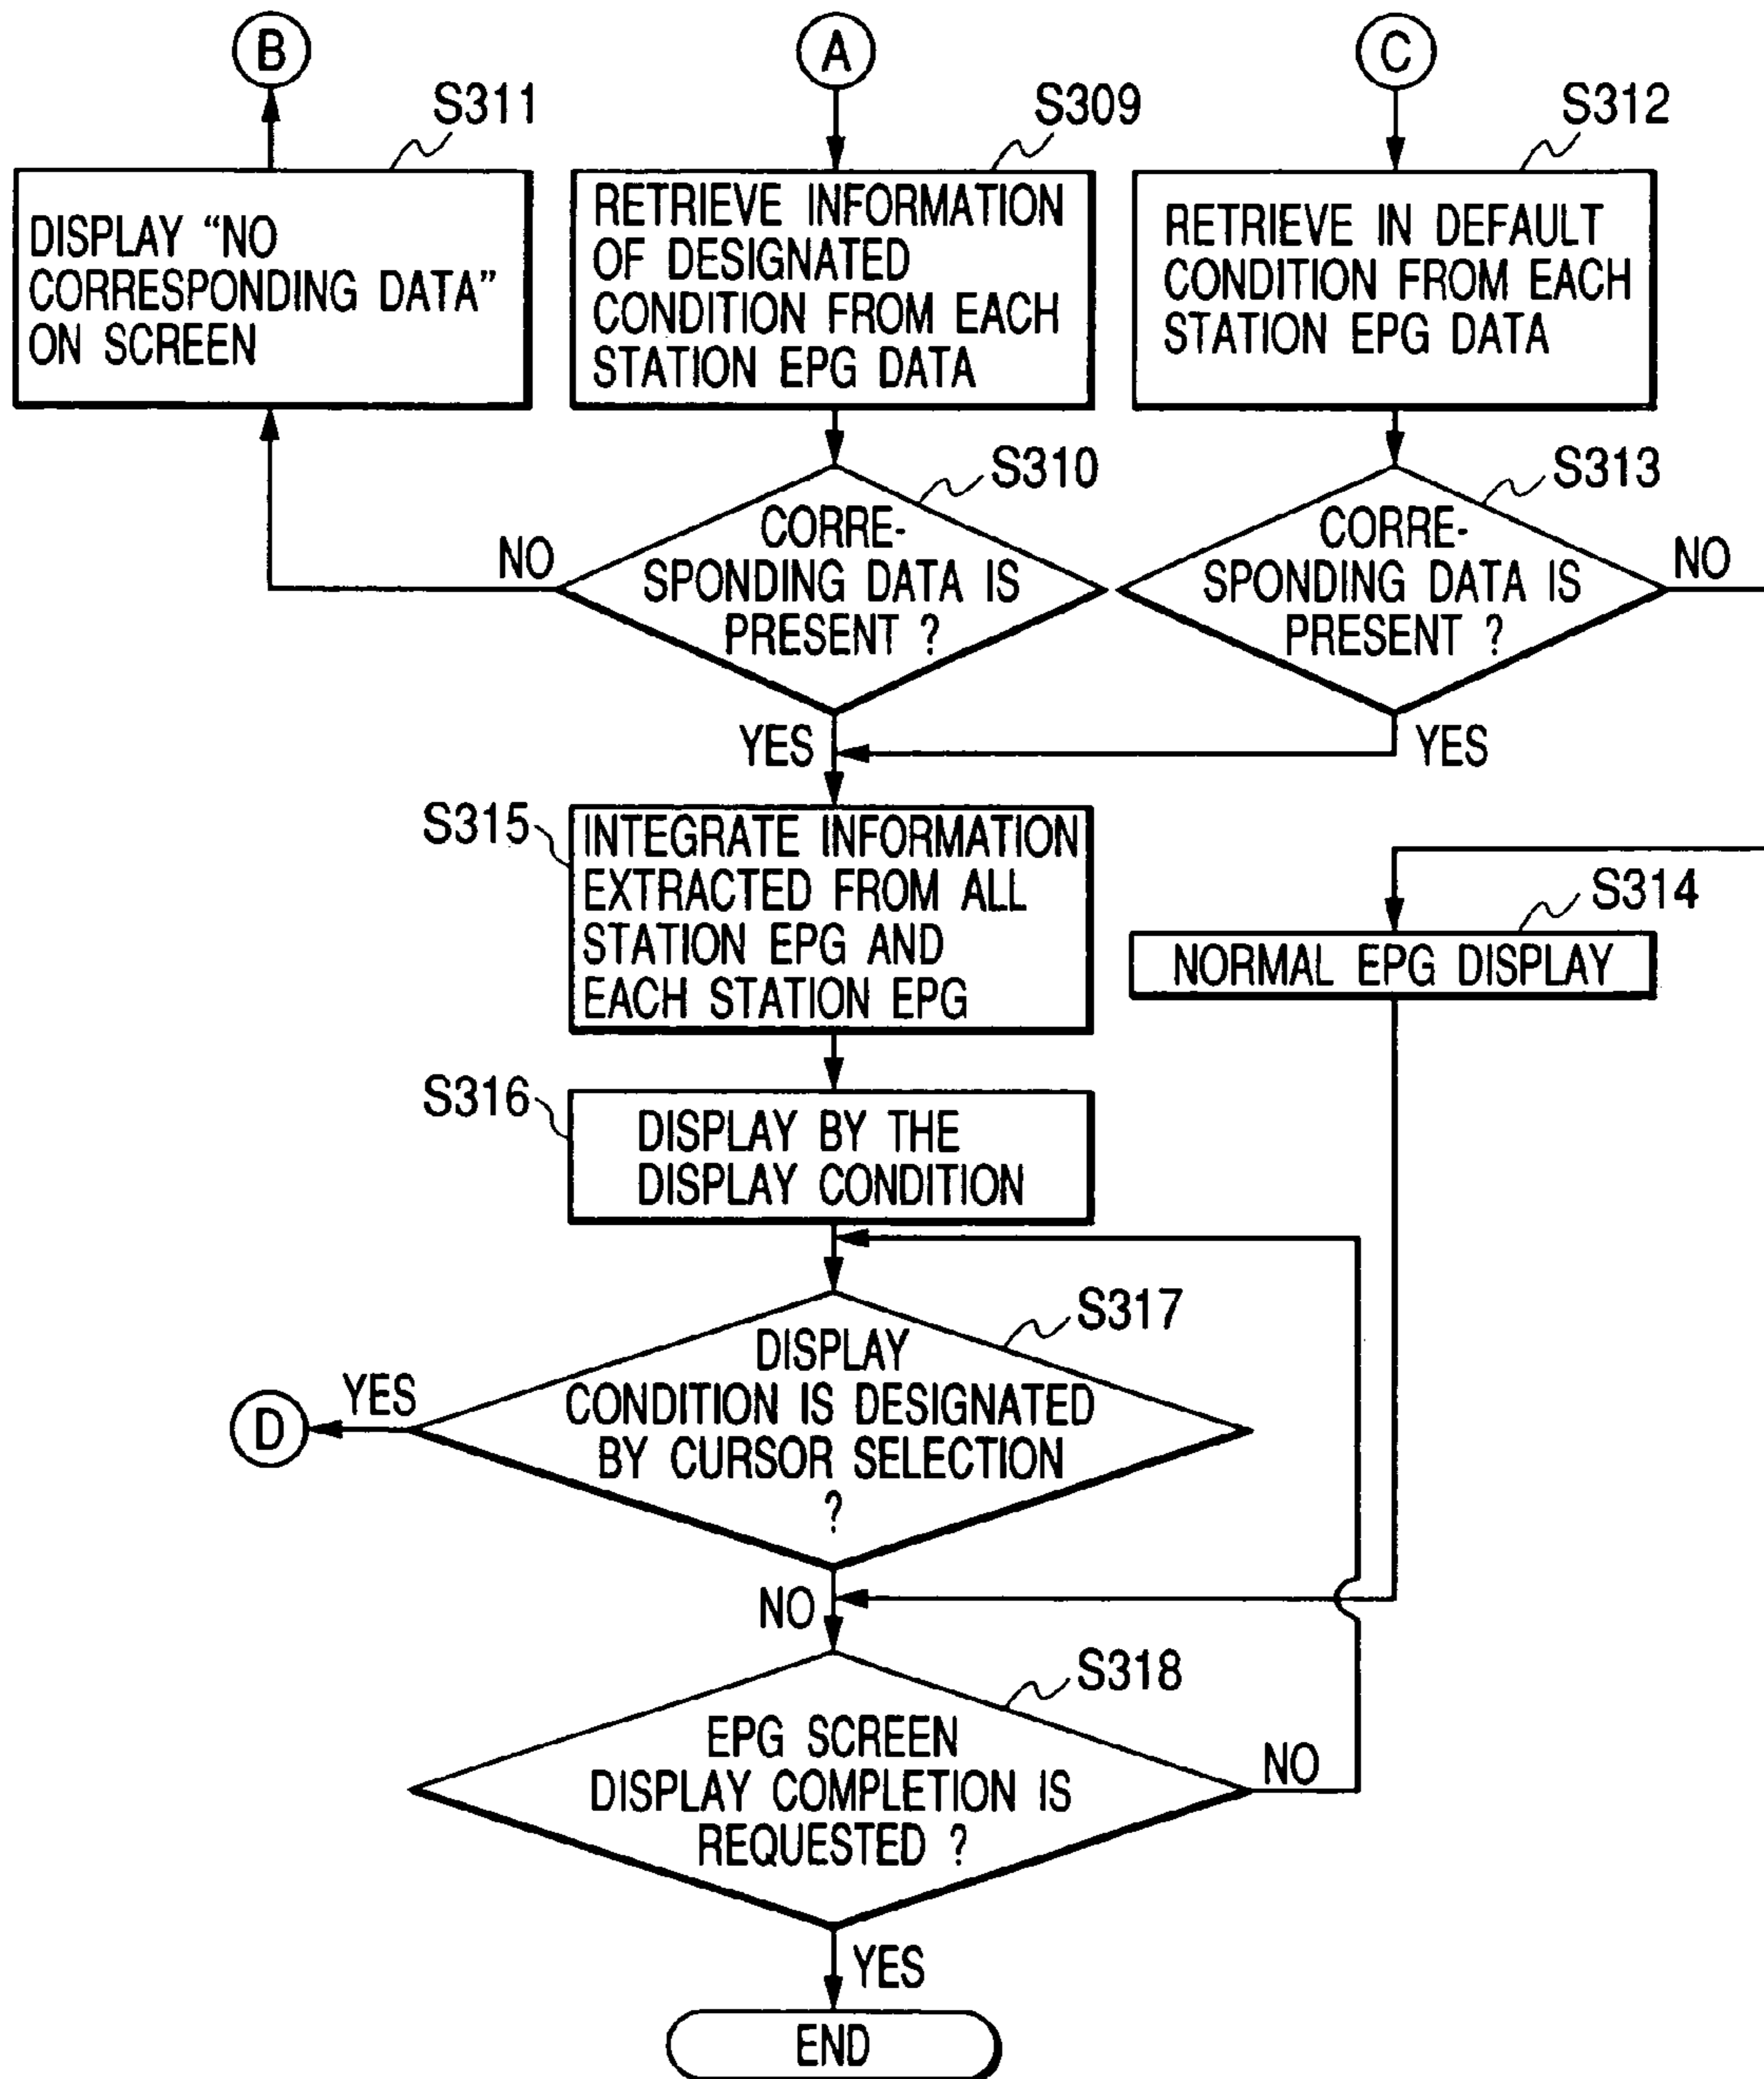 B
A
C
S311
S309
S312
DISPLAY “NO
CORRESPONDING DATA”
ON SCREEN
RETRIEVE INFORMATION
OF DESIGNATED
CONDITION FROM EACH
STATION EPG DATA
RETRIEVE IN DEFAULT
CONDITION FROM EACH
STATION EPG DATA
S310
S313
NO
CORRE-
SPONDING DATA IS
PRESENT ?
CORRE-
SPONDING DATA IS
PRESENT ?
NO
YES
YES
S315
INTEGRATE INFORMATION
EXTRACTED FROM ALL
STATION EPG AND
EACH STATION EPG
S314
NORMAL EPG DISPLAY
S316
DISPLAY BY THE
DISPLAY CONDITION
S317
DISPLAY
CONDITION IS DESIGNATED
BY CURSOR SELECTION
?
YES
D
NO
S318
EPG SCREEN
DISPLAY COMPLETION IS
REQUESTED ?
NO
YES
END